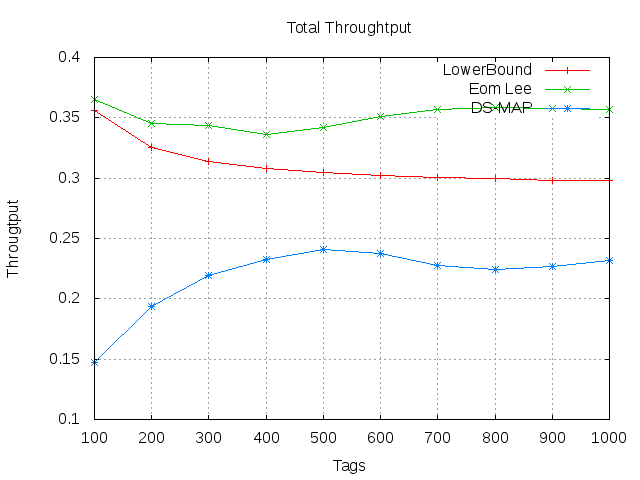 Total Throughtput
0.4
0.35
0.3
0.25
0.2
0.15
0.1
Througtput
LowerBound
Eom Lee
DS-MAP
100 200 300 400 500 600 700 800 900 1000
Tags